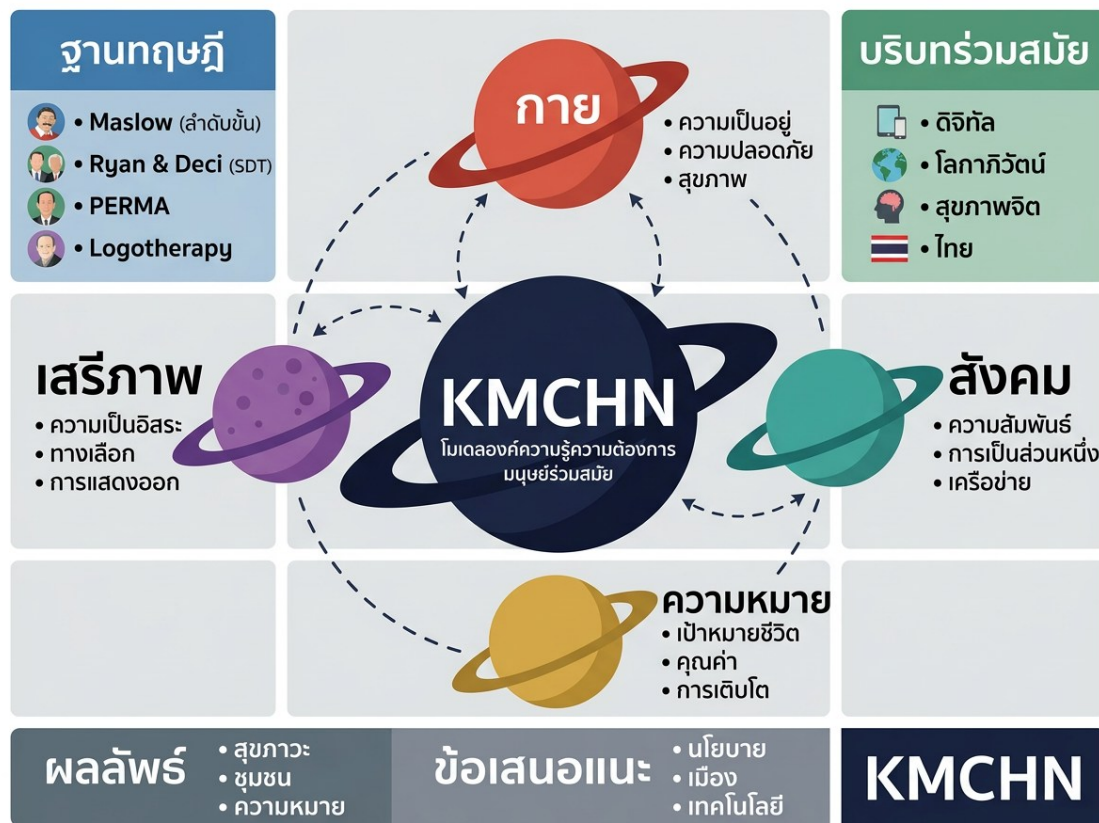 ฐานทฤษฎี
• Maslow (ลำดับขั้น)
• Ryan & Deci (SDT)
• PERMA
• Logotherapy
กาย
• ความเป็นอยู่
• ความปลอดภัย
• สุขภาพ
บริบทร่วมสมัย
• ดิจิทัล
• โลกาภิวัตน์
• สุขภาพจิต
• ไทย
เสรีภาพ
• ความเป็นอิสระ
• ทางเลือก
• การแสดงออก
KMCHN
โมเดลองค์ความรู้ความต้องการ
มนุษย์ร่วมสมัย
สังคม
• ความสัมพันธ์
• การเป็นส่วนหนึ่ง
• เครือข่าย
ความหมาย
• เป้าหมายชีวิต
• คุณค่า
• การเติบโต
ผลลัพธ์
• สุขภาวะ
• ชุมชน
• ความหมาย
ข้อเสนอแนะ
• นโยบาย
• เมือง
• เทคโนโลยี
KMCHN